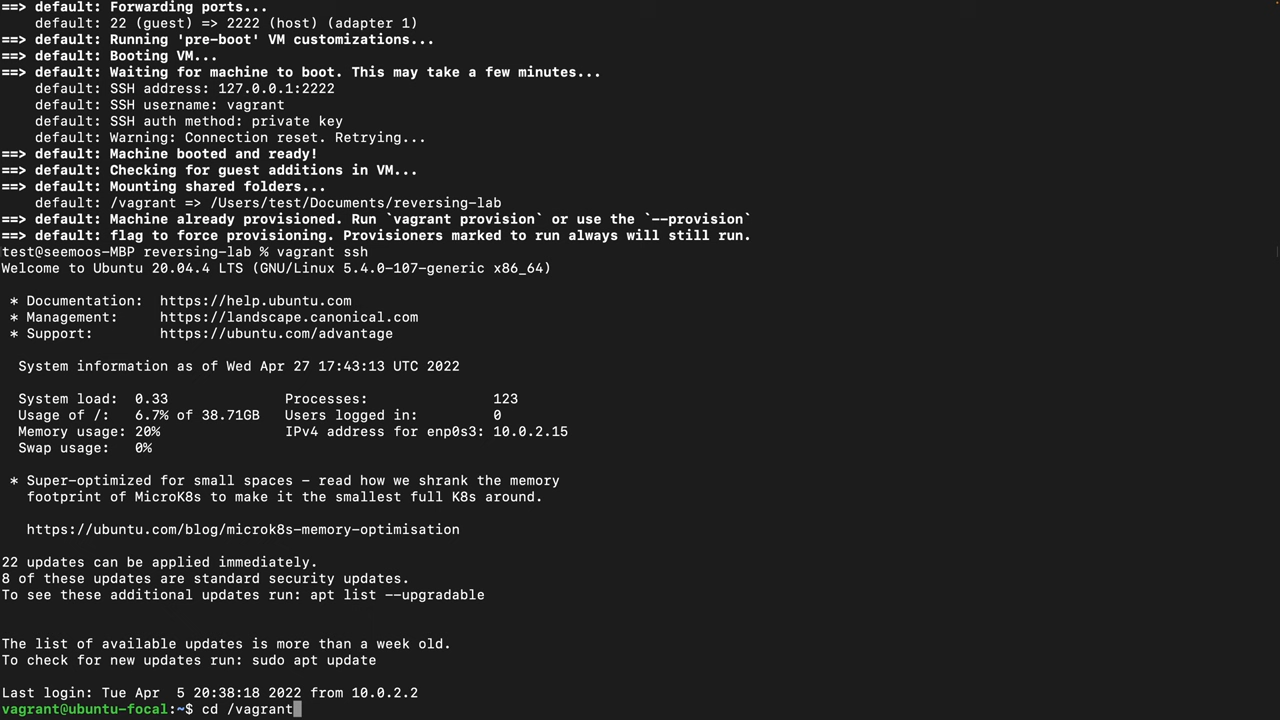 ==> default: Forwarding ports...
    default: 22 (guest) => 2222 (host) (adapter 1)
==> default: Running 'pre-boot' VM customizations...
==> default: Booting VM...
==> default: Waiting for machine to boot. This may take a few minutes...
    default: SSH address: 127.0.0.1:2222
    default: SSH username: vagrant
    default: SSH auth method: private key
    default: Warning: Connection reset. Retrying...
==> default: Machine booted and ready!
==> default: Checking for guest additions in VM...
==> default: Mounting shared folders...
    default: /vagrant => /Users/test/Documents/reversing-lab
==> default: Machine already provisioned. Run `vagrant provision` or use the `--provision`
==> default: flag to force provisioning. Provisioners marked to run always will still run.
test@seemoos-MBP reversing-lab % vagrant ssh
Welcome to Ubuntu 20.04.4 LTS (GNU/Linux 5.4.0-107-generic x86_64)
 * Documentation:  https://help.ubuntu.com
 * Management:     https://landscape.canonical.com
 * Support:        https://ubuntu.com/advantage
  System information as of Wed Apr 27 17:43:13 UTC 2022
  System load:  0.33              Processes:               123
  Usage of /:   6.7% of 38.71GB   Users logged in:         0
  Memory usage: 20%               IPv4 address for enp0s3: 10.0.2.15
  Swap usage:   0%
 * Super-optimized for small spaces - read how we shrank the memory
   footprint of MicroK8s to make it the smallest full K8s around.
   https://ubuntu.com/blog/microk8s-memory-optimisation
22 updates can be applied immediately.
8 of these updates are standard security updates.
To see these additional updates run: apt list --upgradable
The list of available updates is more than a week old.
To check for new updates run: sudo apt update
Last login: Tue Apr  5 20:38:18 2022 from 10.0.2.2
vagrant@ubuntu-focal:~$ cd /vagrant